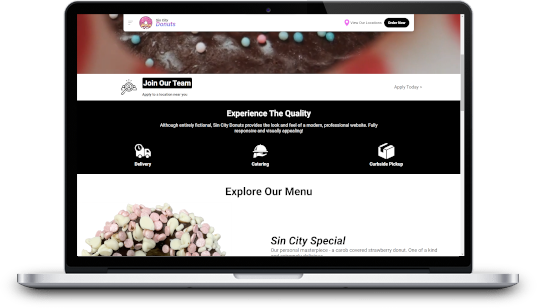 Sin City
Donuts
View Our Locations
Order Now
Join Our Team
Apply to a location near you
Apply Today >
Experience The Quality
Although entirely fictional, Sin City Donuts provides the look and feel of a modern, professional website. Fully
responsive and visually appealing!
Delivery
Catering
Curbside Pickup
Explore Our Menu
Sin City Special
Our personal masterpiece - a carob covered strawberry donut. One of a kind